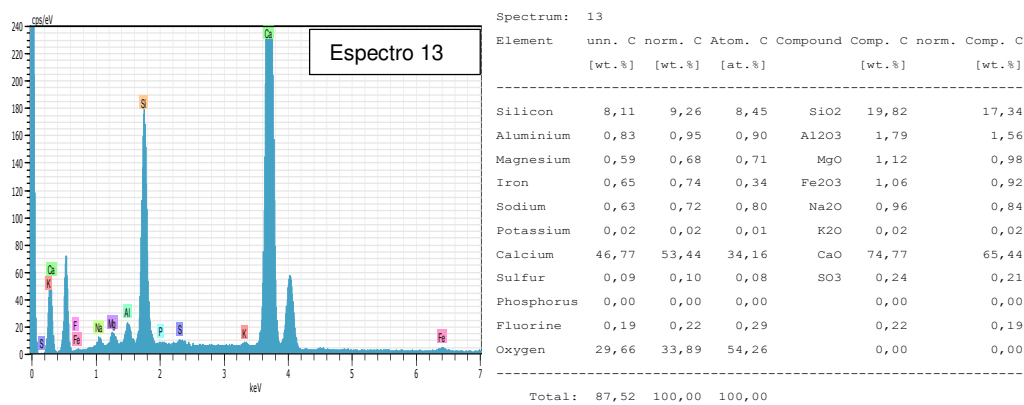 cps/eV
240
220
200
180
160
140
120
100
80
60
40
20
0
Espectro 13
Ca
Si
Ca
K
S
F
Fe
Na
Mg
Al
P
S
K
Fe
0 1 2 3 4 5 6 7
keV
Spectrum: 13
Element unn. C norm. C Atom. C Compound Comp. C norm. Comp. C
[wt.%] [wt.%] [at.%] [wt.%] [wt.%]
Silicon 8,11 9,26 8,45 SiO2 19,82 17,34
Aluminium 0,83 0,95 0,90 Al2O3 1,79 1,56
Magnesium 0,59 0,68 0,71 MgO 1,12 0,98
Iron 0,65 0,74 0,34 Fe2O3 1,06 0,92
Sodium 0,63 0,72 0,80 Na2O 0,96 0,84
Potassium 0,02 0,02 0,01 K2O 0,02 0,02
Calcium 46,77 53,44 34,16 CaO 74,77 65,44
Sulfur 0,09 0,10 0,08 SO3 0,24 0,21
Phosphorus 0,00 0,00 0,00 0,00 0,00
Fluorine 0,19 0,22 0,29 0,22 0,19
Oxygen 29,66 33,89 54,26 0,00 0,00
Total: 87,52 100,00 100,00